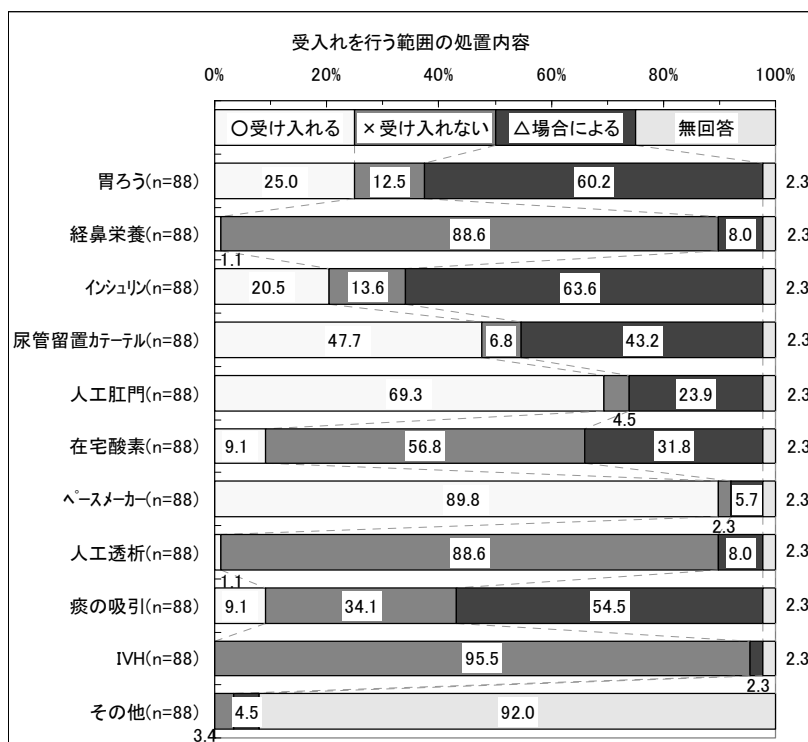 受入れを行う範囲の処置内容
0% 20% 40% 60% 80% 100%
○受け入れる ×受け入れない △場合による 無回答
胃ろう(n=88) 25.0 12.5 60.2 2.3
経鼻栄養(n=88) 88.6 8.0 2.3
1.1
インシュリン(n=88) 20.5 13.6 63.6 2.3
尿管留置カテーテル(n=88) 47.7 6.8 43.2 2.3
人工肛門(n=88) 69.3 23.9 2.3
4.5
在宅酸素(n=88) 9.1 56.8 31.8 2.3
ペースメーカー(n=88) 89.8 5.7 2.3
2.3
人工透析(n=88) 88.6 8.0 2.3
1.1
痰の吸引(n=88) 9.1 34.1 54.5 2.3
IVH(n=88) 95.5 2.3
2.3
その他(n=88) 4.5 92.0
3.4